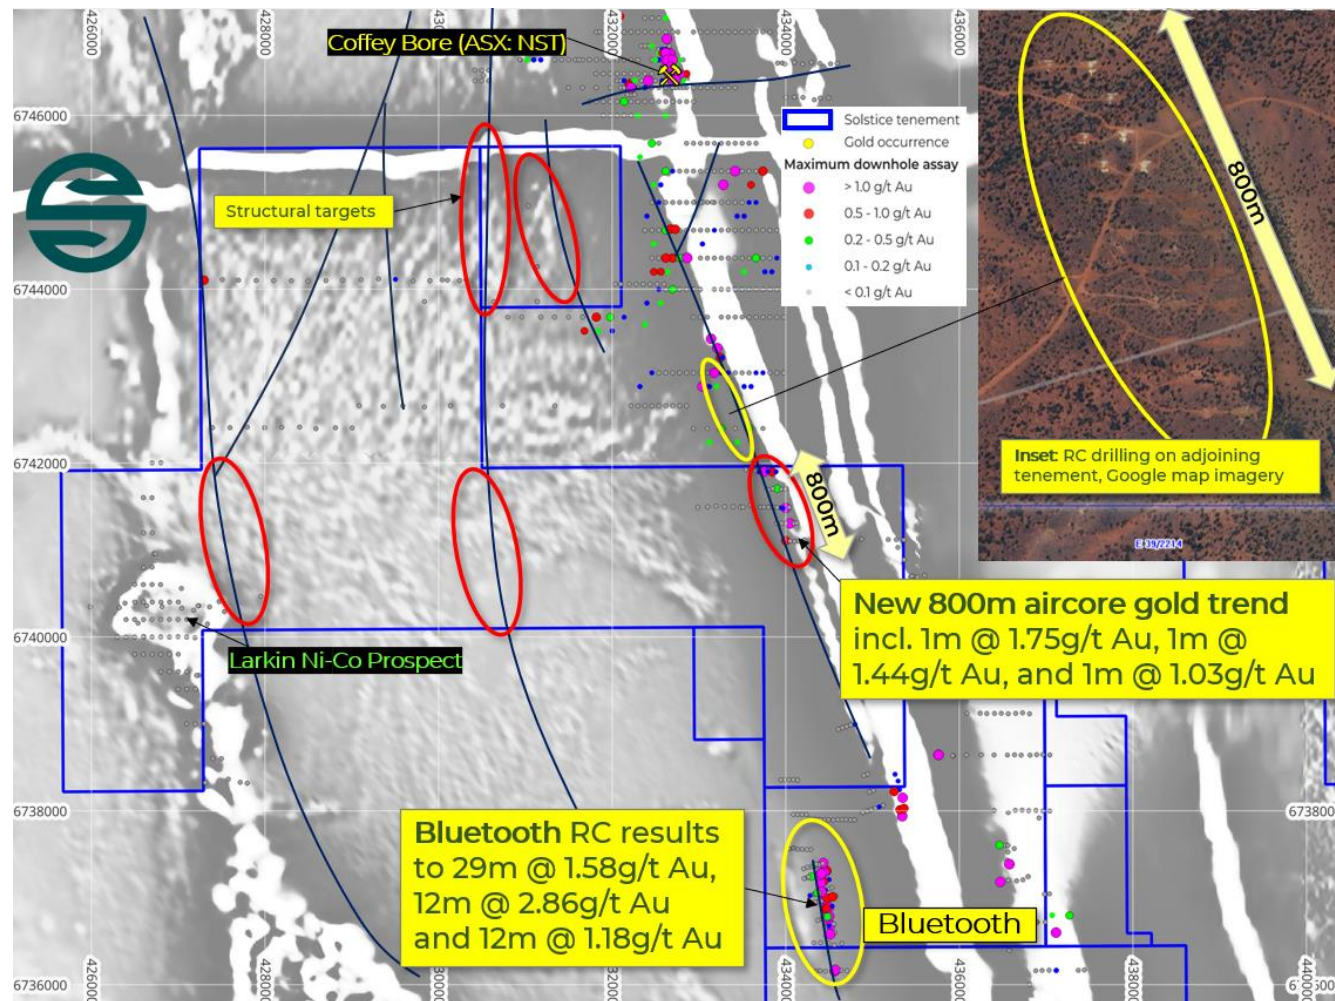 426000
428000
430000
432000
434000
436000
Coffey Bore (ASX: NST)
6746000
Solstice tenement
Gold occurrence
Maximum downhole assay
> 1.0 g/t Au
0.5 - 1.0 g/t Au
0.2 - 0.5 g/t Au
0.1 - 0.2 g/t Au
< 0.1 g/t Au
800m
Structural targets
6744000
Inset: RC drilling on adjoining
tenement, Google map imagery
E39/2214
6742000
800m
New 800m aircore gold trend
incl. 1m @ 1.75g/t Au, 1m @
1.44g/t Au, and 1m @ 1.03g/t Au
6740000
Larkin Ni-Co Prospect
6738000
Bluetooth RC results
to 29m @ 1.58g/t Au,
12m @ 2.86g/t Au
and 12m @ 1.18g/t Au
Bluetooth
6736000
426000
428000
430000
434000
436000
438000